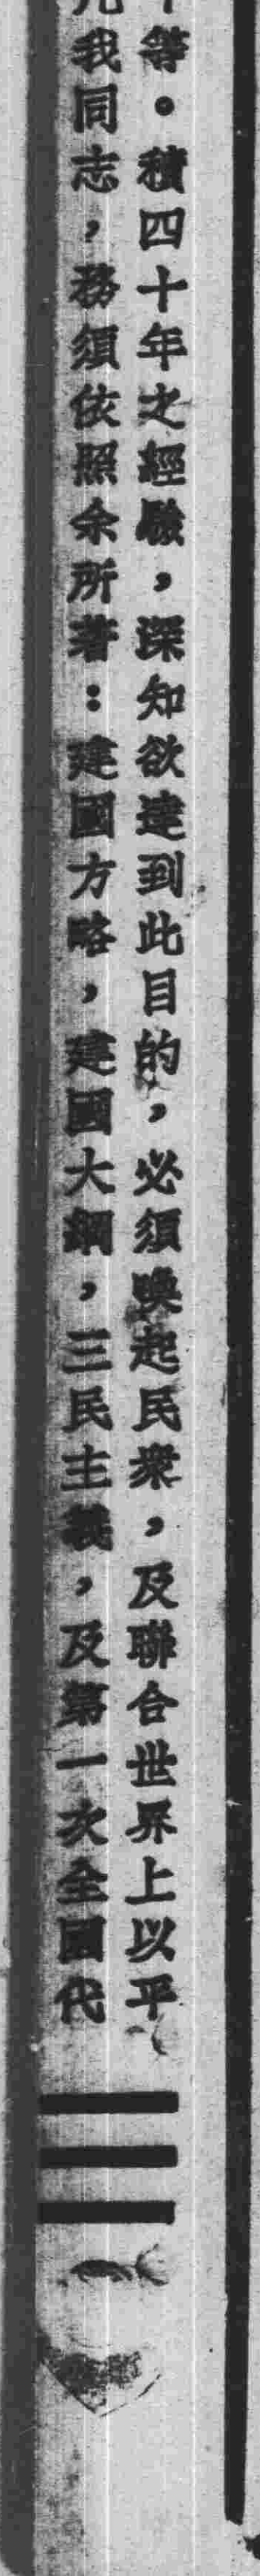 等。積四十年之經驗，深知欲達到此目的，必須喚起民衆，及聯合世界上以平
凡我同志，務須依照余所著：建國方略，建國大綱，三民主義，及第一次全國代